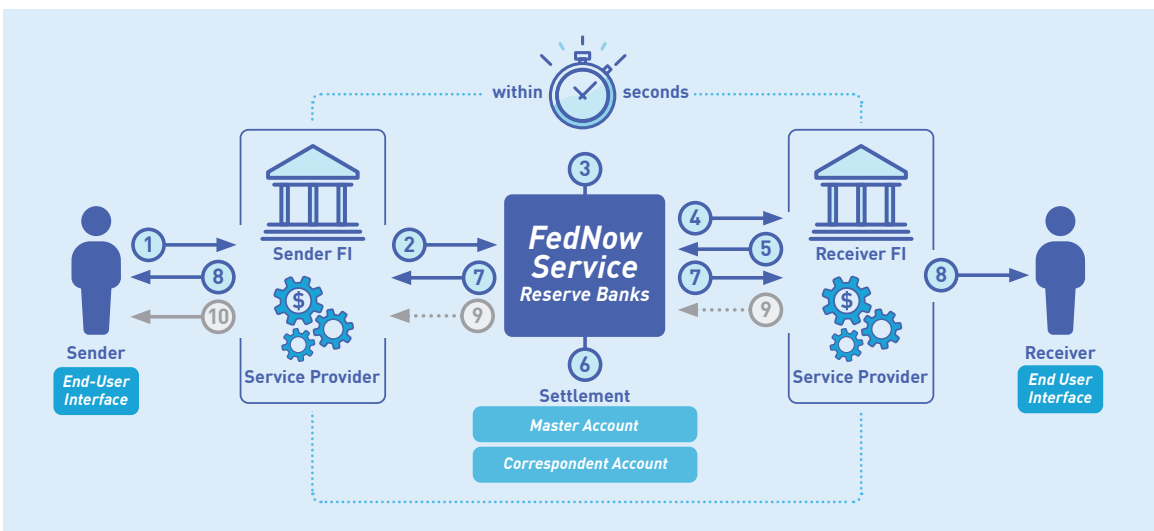 within seconds
3
1
8
10
Sender
End-User
Interface
Sender FI
$
Service Provider
2
7
9
FedNow
Service
Reserve Banks
6
Settlement
Master Account
Correspondent Account
4
5
7
9
Receiver FI
$
Service Provider
8
Receiver
End User
Interface